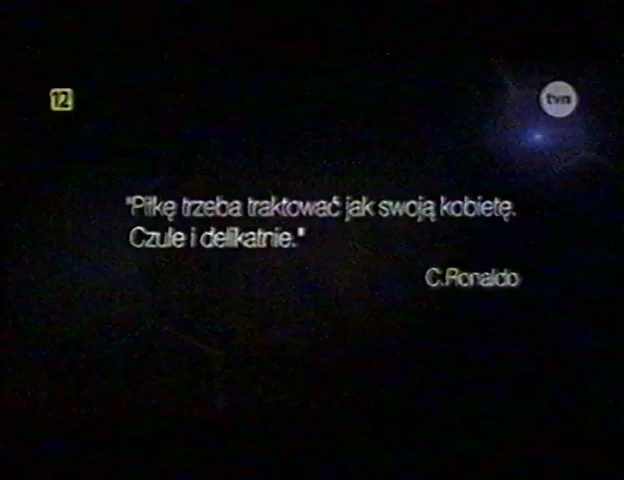 12
tvn
"Piłkę trzeba traktować jak swoją kobietę.
Czule i delikatnie."
C.Ronaldo